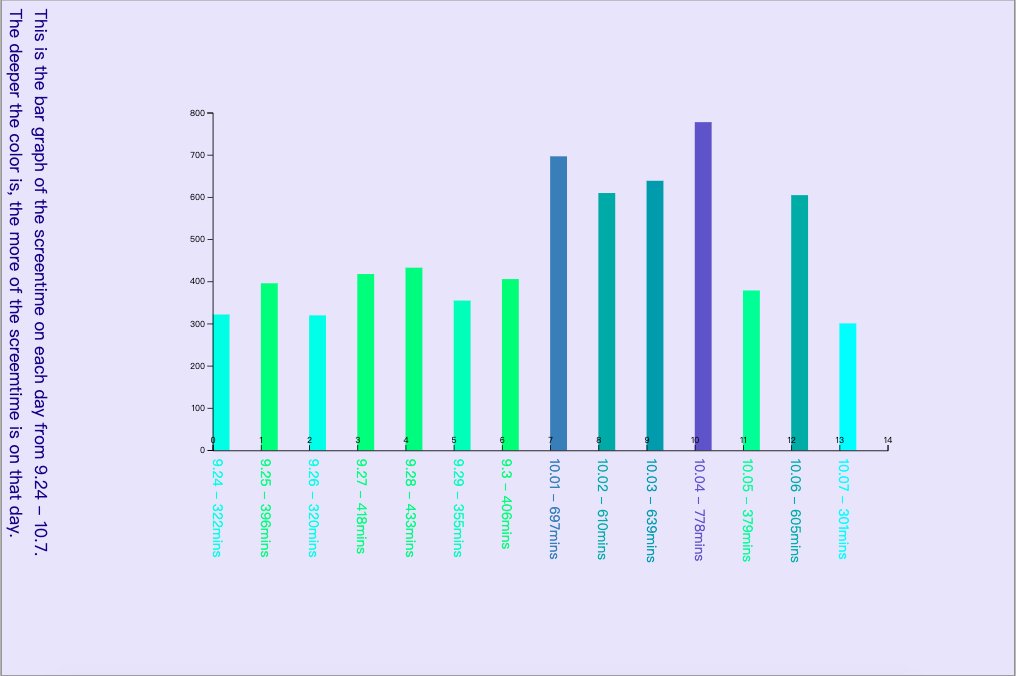 This is the bar graph of the screentime on each day from 9.24 – 10.7.
The deeper the color is, the more of the screemtime is on that day.
800
700
600
500
400
300
200
100
0
0 1 2 3 4 5 6 7 8 9 10 11 12 13 14
9.24 – 322mins
9.25 – 396mins
9.26 – 320mins
9.27 – 418mins
9.28 – 433mins
9.29 – 355mins
9.3 – 406mins
10.01 – 697mins
10.02 – 610mins
10.03 – 639mins
10.04 – 778mins
10.05 – 379mins
10.06 – 605mins
10.07 – 301mins